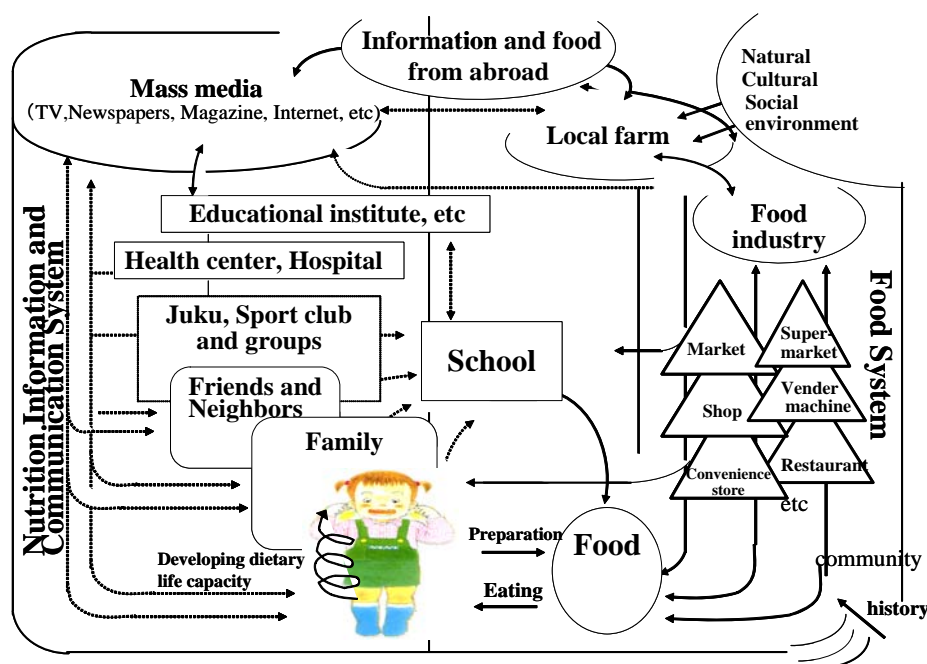 Information and food
from abroad
Natural
Cultural
Social
environment
Mass media
(TV,Newspapers, Magazine, Internet, etc)
Local farm
Educational institute, etc
Food
industry
Health center, Hospital
Juku, Sport club
and groups
School
Market
Super-
market
Friends and
Neighbors
Shop
Vender
machine
Family
Convenience
store
Restaurant
etc
Nutrition Information and
Communication System
Food System
Preparation
Food
Developing dietary
life capacity
Eating
community
history